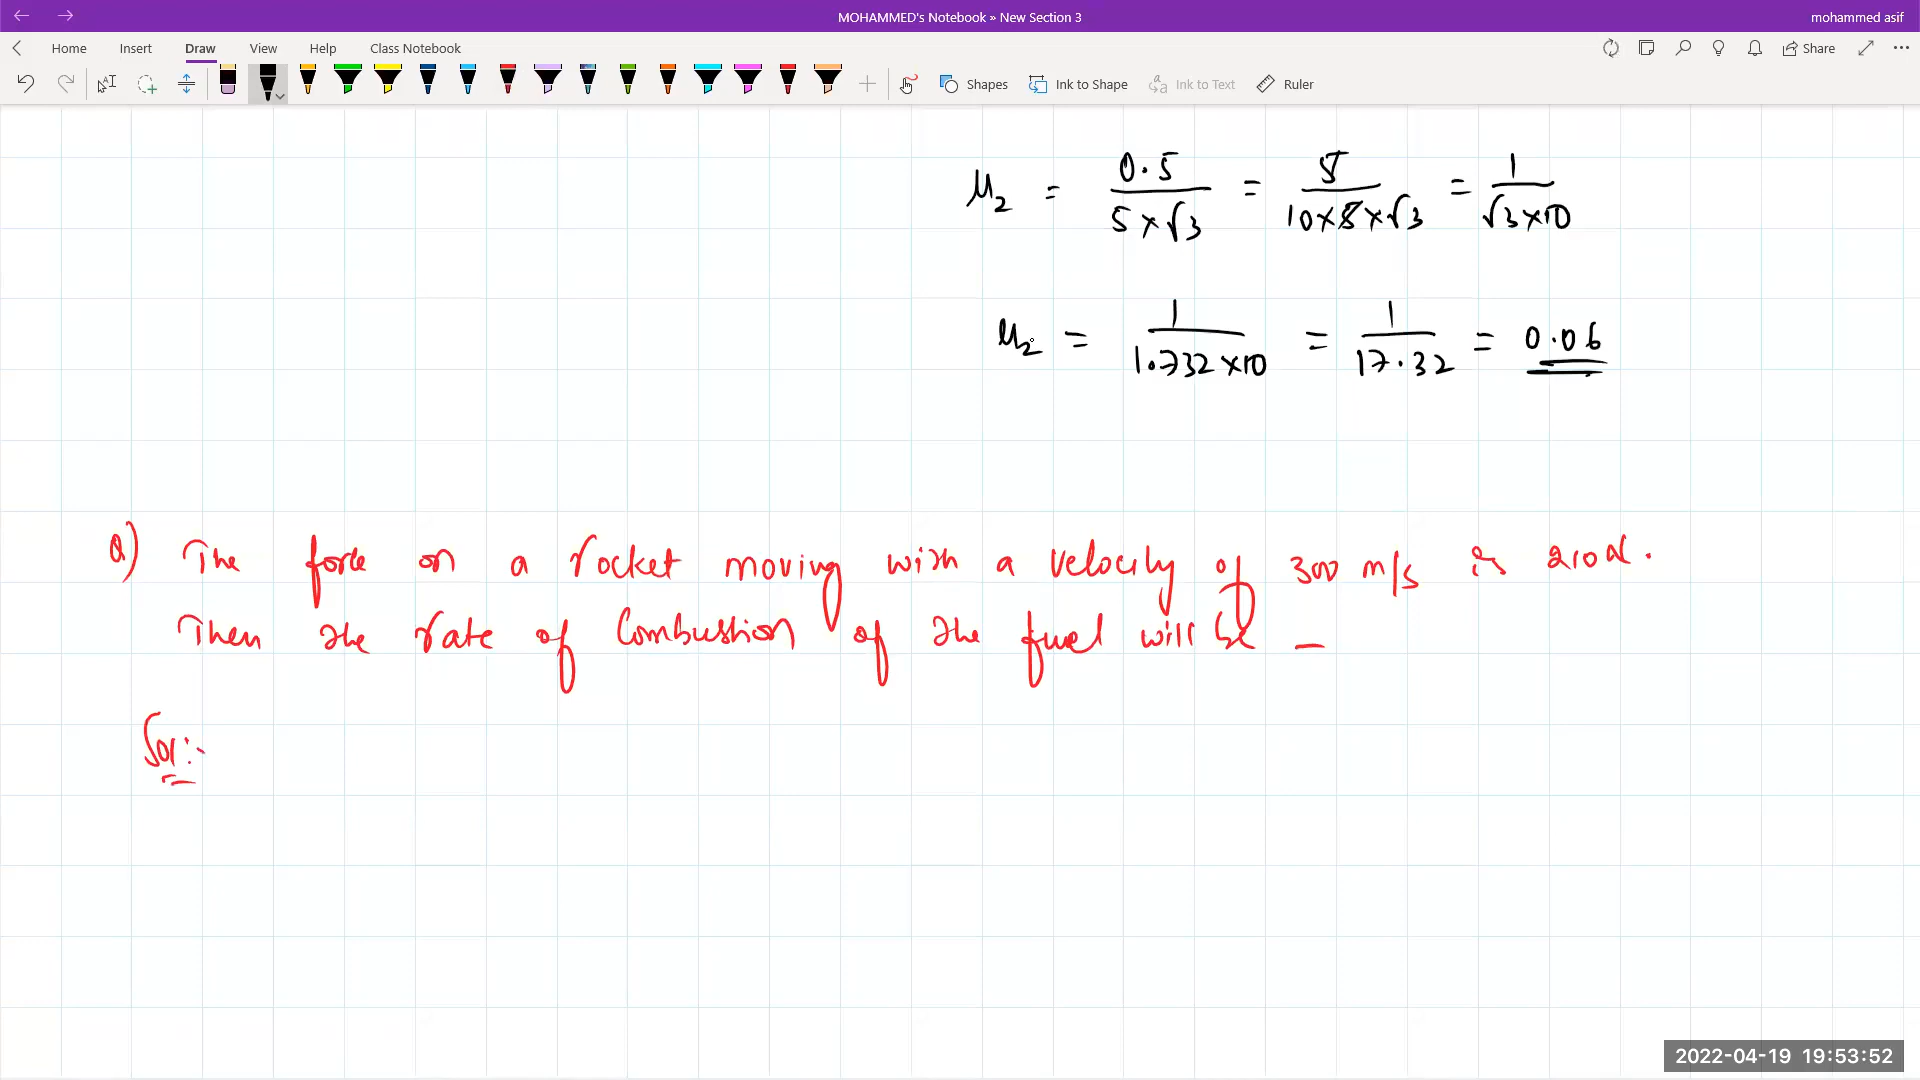 MOHAMMED's Notebook » New Section 3
mohammed asif
Home Insert Draw View Help Class Notebook
Share
Shapes Ink to Shape Ink to Text Ruler
μ₂ = 0.5 / 5×√3 = 5 / 10×5×√3 = 1 / √3×10
μ₂ = 1 / 1.732×10 = 1 / 17.32 = 0.06
Q) The force on a rocket moving with a velocity of 300 m/s is 210N.
Then the rate of Combustion of the fuel will be –
Sol:-
2022-04-19 19:53:52